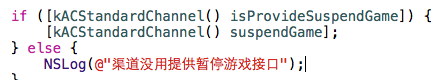 if ([kACStandardChannel() isProvideSuspendGame]) {
[kACStandardChannel() suspendGame];
} else {
NSLog(@"渠道没用提供暂停游戏接口");
}